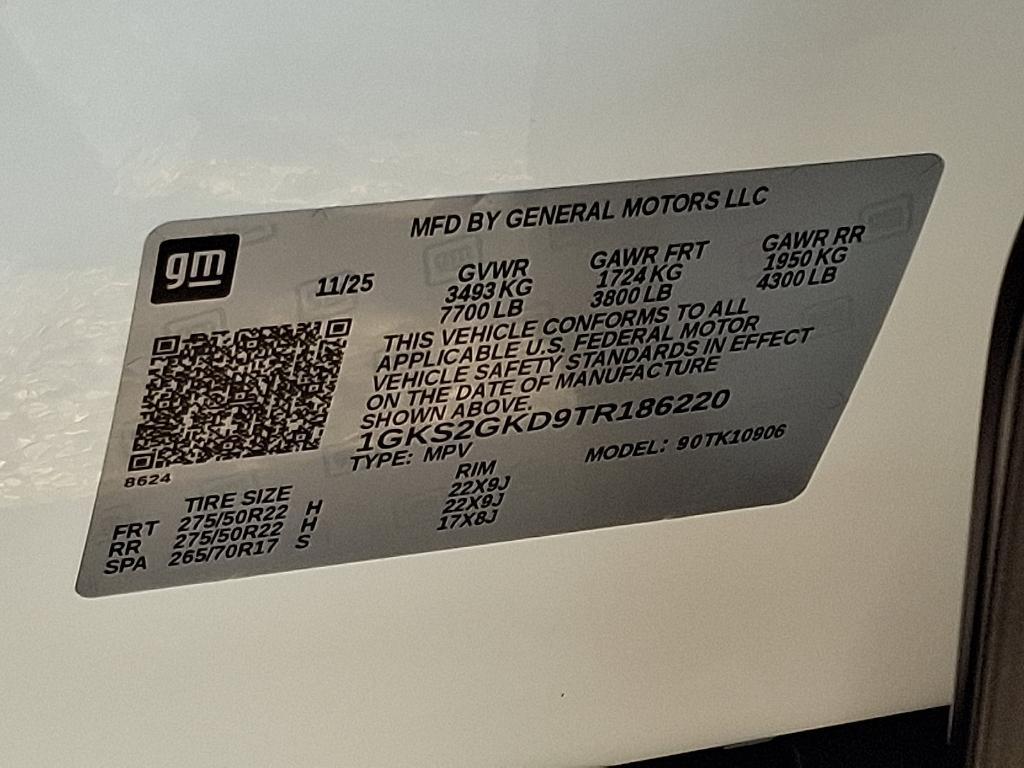 gm
MFD BY GENERAL MOTORS LLC
11/25
GVWR
3493 KG
7700 LB
GAWR FRT
1724 KG
3800 LB
GAWR RR
1950 KG
4300 LB
THIS VEHICLE CONFORMS TO ALL
APPLICABLE U.S. FEDERAL MOTOR
VEHICLE SAFETY STANDARDS IN EFFECT
ON THE DATE OF MANUFACTURE
SHOWN ABOVE.
1GKS2GKD9TR186220
TYPE: MPV
MODEL: 90TK10906
8624
TIRE SIZE RIM
FRT 275/50R22 H 22X9J
RR 275/50R22 H 22X9J
SPA 265/70R17 S 17X8J